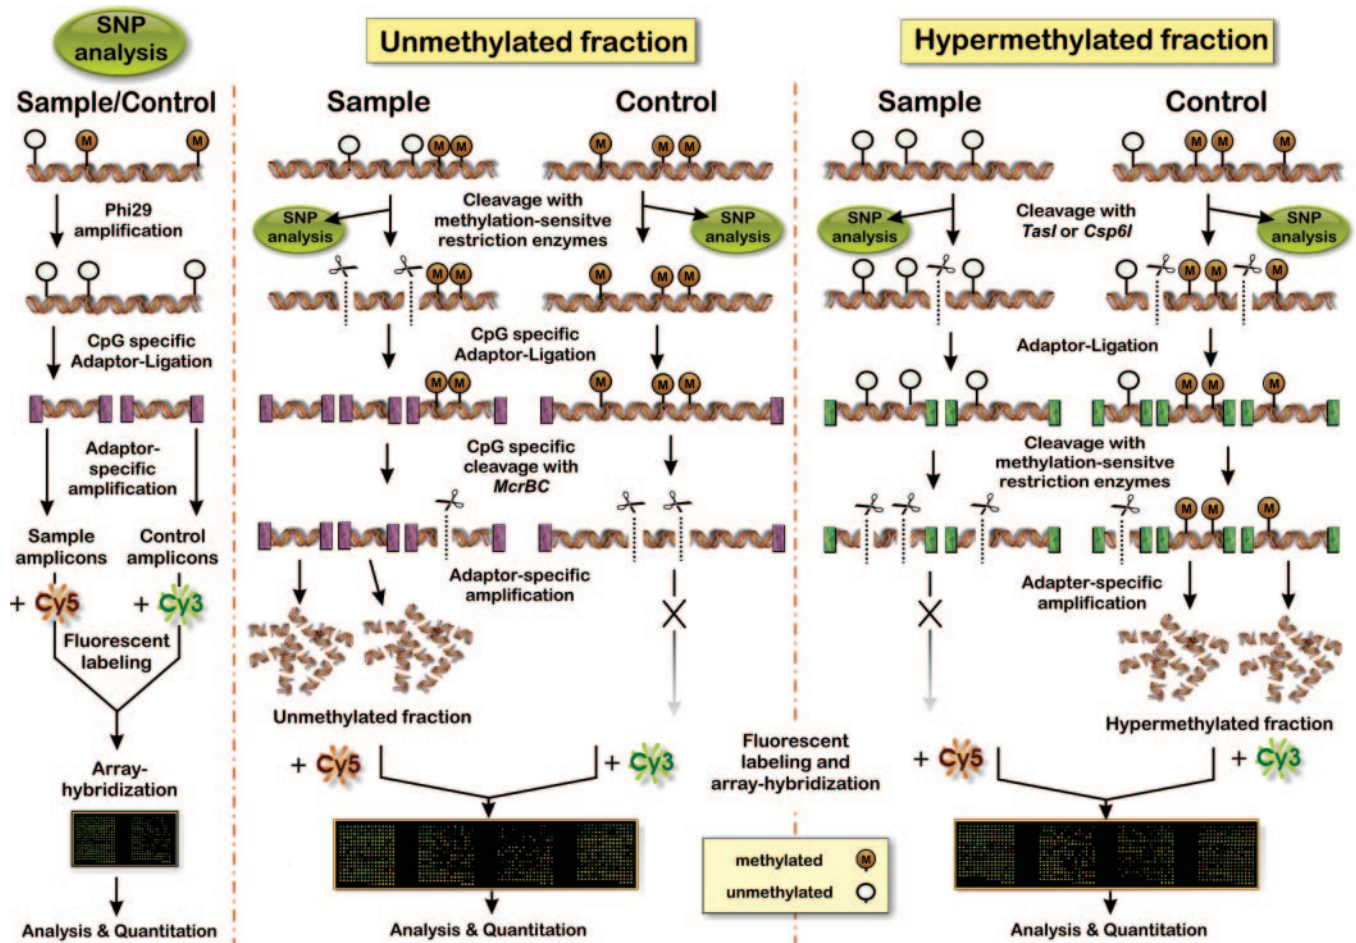 SNP
analysis
Sample/Control
M
M
Phi29
amplification
CpG specific
Adaptor-Ligation
Adaptor-
specific
amplification
Sample
amplicons
Control
amplicons
+ Cy5
+ Cy3
Fluorescent
labeling
Array-
hybridization
Analysis & Quantitation
Unmethylated fraction
Sample
Control
M M
M
M M
Cleavage with
methylation-sensitve
restriction enzymes
SNP
analysis
SNP
analysis
M M
M
M M
CpG specific
Adaptor-Ligation
M M
M
M M
CpG specific
cleavage with
McrBC
Adaptor-specific
amplification
Unmethylated fraction
+ Cy5
+ Cy3
Fluorescent
labeling and
array-hybridization
Analysis & Quantitation
methylated M
unmethylated
Hypermethylated fraction
Sample
Control
M M
M
Cleavage with
TasI or Csp6I
SNP
analysis
SNP
analysis
M M
M
Adaptor-Ligation
M M
M
Cleavage with
methylation-sensitve
restriction enzymes
M M
M
Adapter-specific
amplification
Hypermethylated fraction
+ Cy5
+ Cy3
Analysis & Quantitation